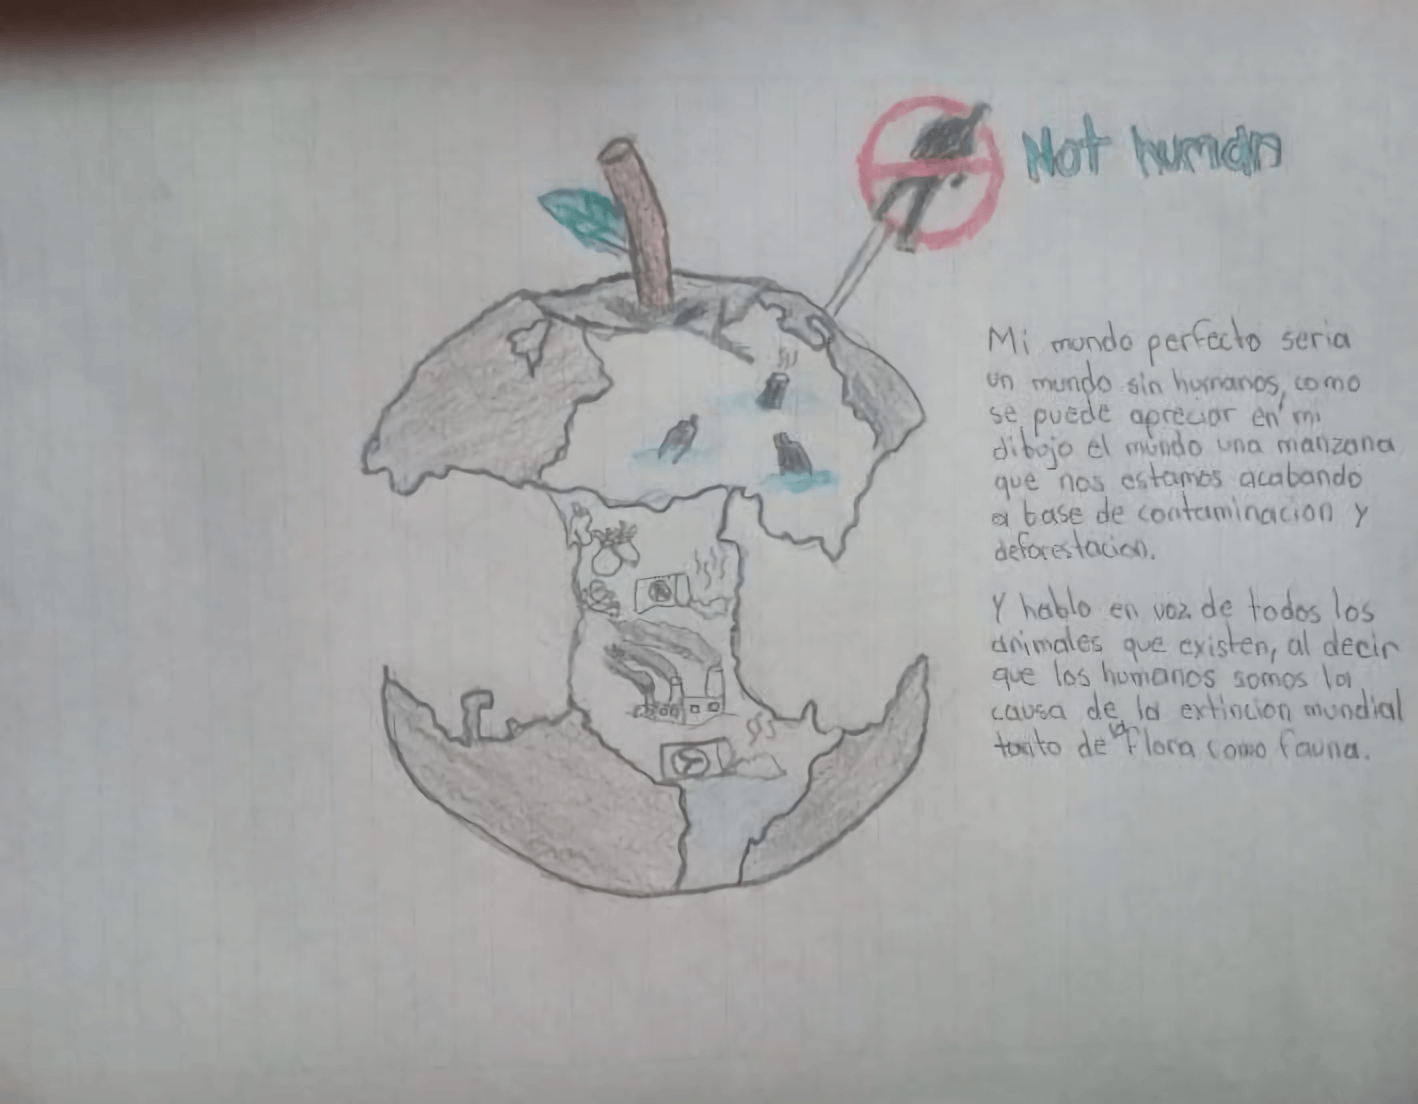 Not human
Mi mundo perfecto seria
un mundo sin humanos, como
se puede apreciar en mi
dibujo el mundo una manzana
que nos estamos acabando
a base de contaminacion y
deforestacion.
Y hablo en voz de todos los
animales que existen, al decir
que los humanos somos la
causa de la extincion mundial
tanto de la flora como fauna.